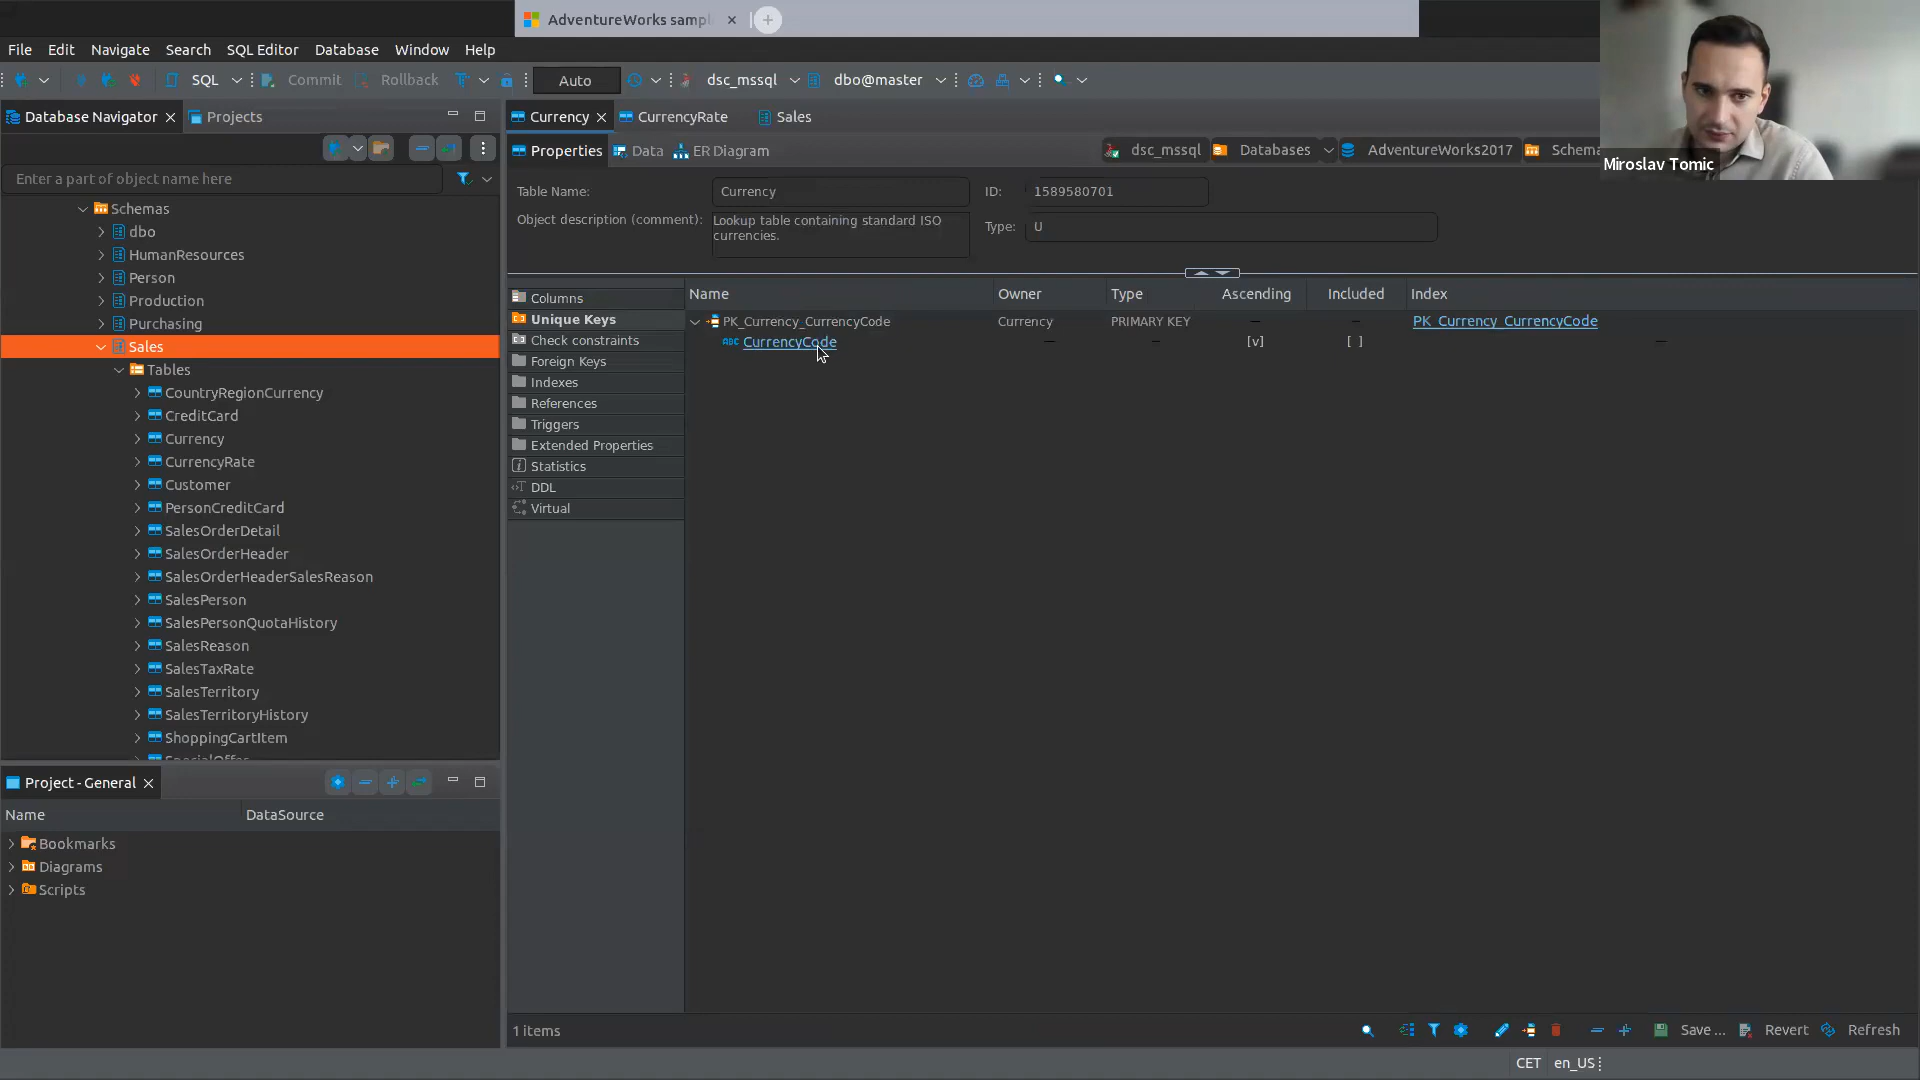 AdventureWorks sampl
File Edit Navigate Search SQL Editor Database Window Help
SQL Commit Rollback Auto dsc_mssql dbo@master
Database Navigator Projects
Currency CurrencyRate Sales
Properties Data ER Diagram dsc_mssql Databases AdventureWorks2017 Schema
Miroslav Tomic
Enter a part of object name here
Table Name: Currency ID: 1589580701
Object description (comment): Lookup table containing standard ISO
currencies.
Type: U
Schemas
dbo
HumanResources
Person
Production
Purchasing
Sales
Tables
CountryRegionCurrency
CreditCard
Currency
CurrencyRate
Customer
PersonCreditCard
SalesOrderDetail
SalesOrderHeader
SalesOrderHeaderSalesReason
SalesPerson
SalesPersonQuotaHistory
SalesReason
SalesTaxRate
SalesTerritory
SalesTerritoryHistory
ShoppingCartItem
SpecialOffer
Columns
Unique Keys
Check constraints
Foreign Keys
Indexes
References
Triggers
Extended Properties
Statistics
DDL
Virtual
Name Owner Type Ascending Included Index
PK_Currency_CurrencyCode Currency PRIMARY KEY – – PK_Currency_CurrencyCode
ABC CurrencyCode – – [v] [ ] –
Project - General
Name DataSource
Bookmarks
Diagrams
Scripts
1 items Save ... Revert Refresh
CET en_US